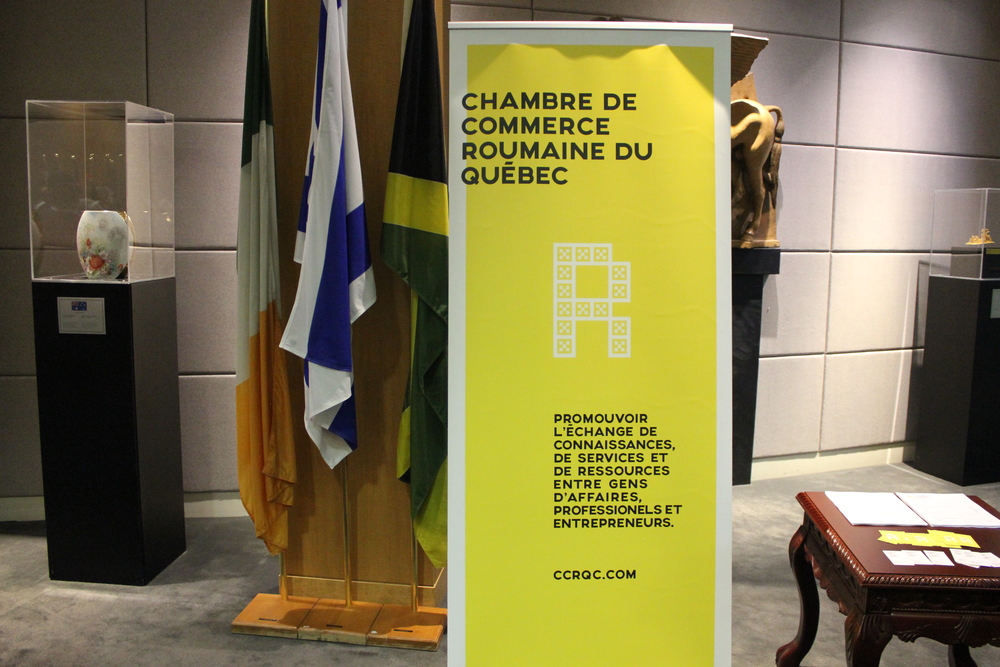 CHAMBRE DE
COMMERCE
ROUMAINE DU
QUÉBEC
R
PROMOUVOIR
L'ÉCHANGE DE
CONNAISSANCES,
DE SERVICES ET
DE RESSOURCES
ENTRE GENS
D'AFFAIRES,
PROFESSIONELS ET
ENTREPRENEURS.
CCRQC.COM